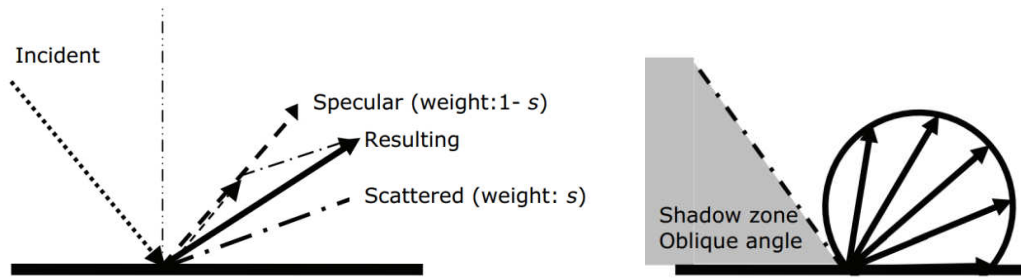 Incident
Specular (weight:1- s)
Resulting
Scattered (weight: s)
Shadow zone
Oblique angle